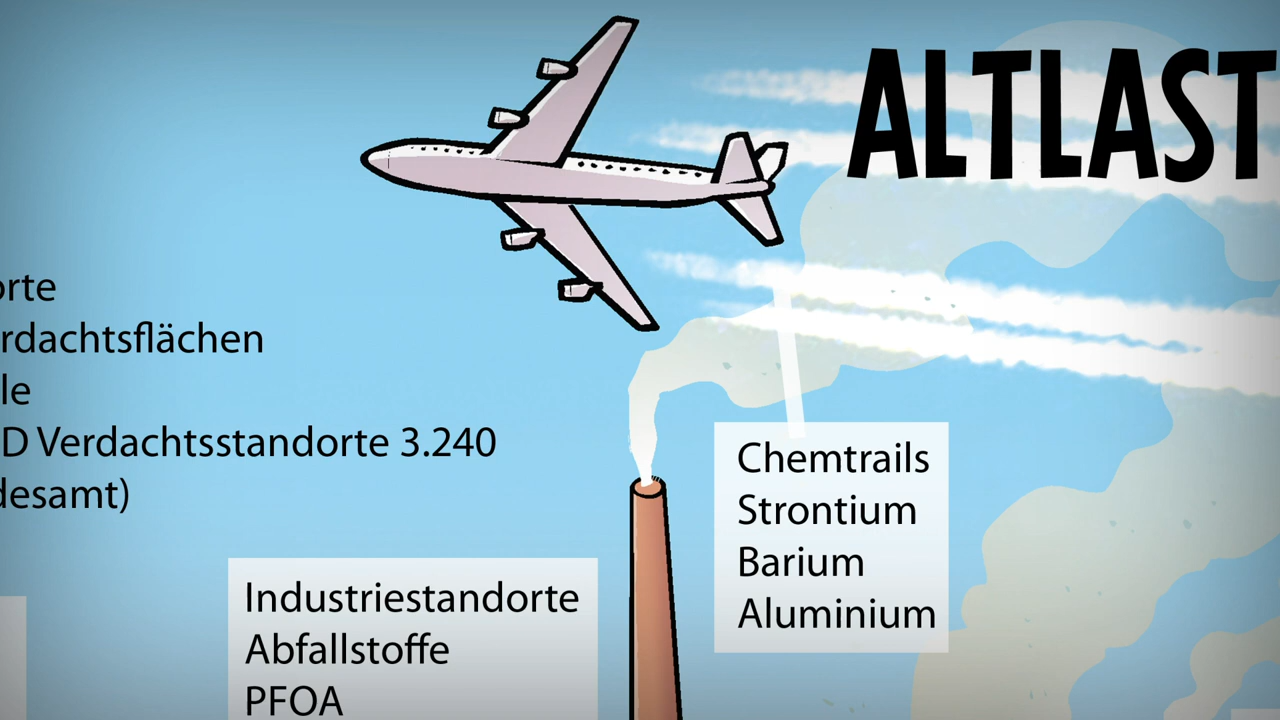 ALTLAST
orte
rdachtsflächen
le
D Verdachtsstandorte 3.240
desamt)
Chemtrails
Strontium
Barium
Aluminium
Industriestandorte
Abfallstoffe
PFOA